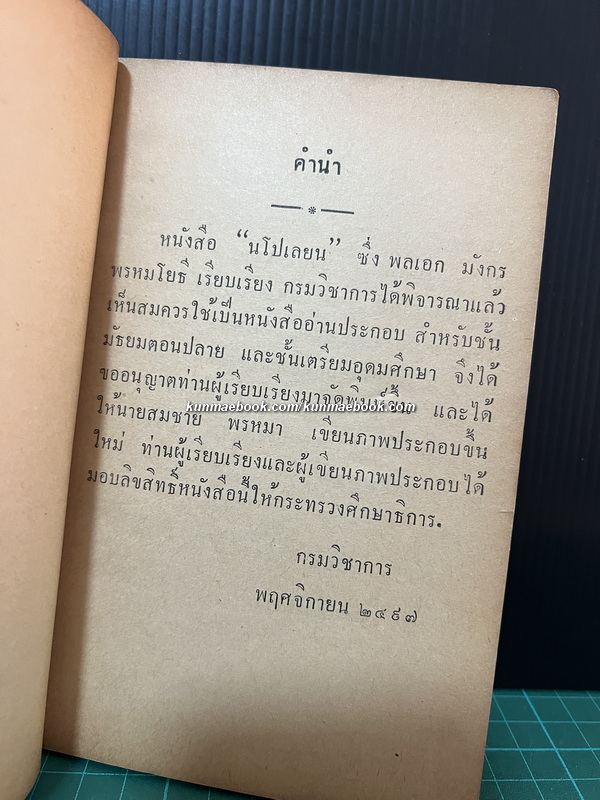 คำนำ
หนังสือ “นโปเลยน” ซึ่ง พลเอก มังกร
พรหมโยธี เรียบเรียง กรมวิชาการได้พิจารณาแล้ว
เห็นสมควรใช้เป็นหนังสืออ่านประกอบ สำหรับชั้น
มัธยมตอนปลาย และชั้นเตรียมอุดมศึกษา จึงได้
ขออนุญาตท่านผู้เรียบเรียงมาจัดพิมพ์ขึ้น และได้
kunnaebook.com/kunnaebook.com
ให้นายสมชาย พรหมา เขียนภาพประกอบขึ้น
ใหม่ ท่านผู้เรียบเรียงและผู้เขียนภาพประกอบได้
มอบลิขสิทธิ์หนังสือนี้ให้กระทรวงศึกษาธิการ.
กรมวิชาการ
พฤศจิกายน ๒๔๙๗